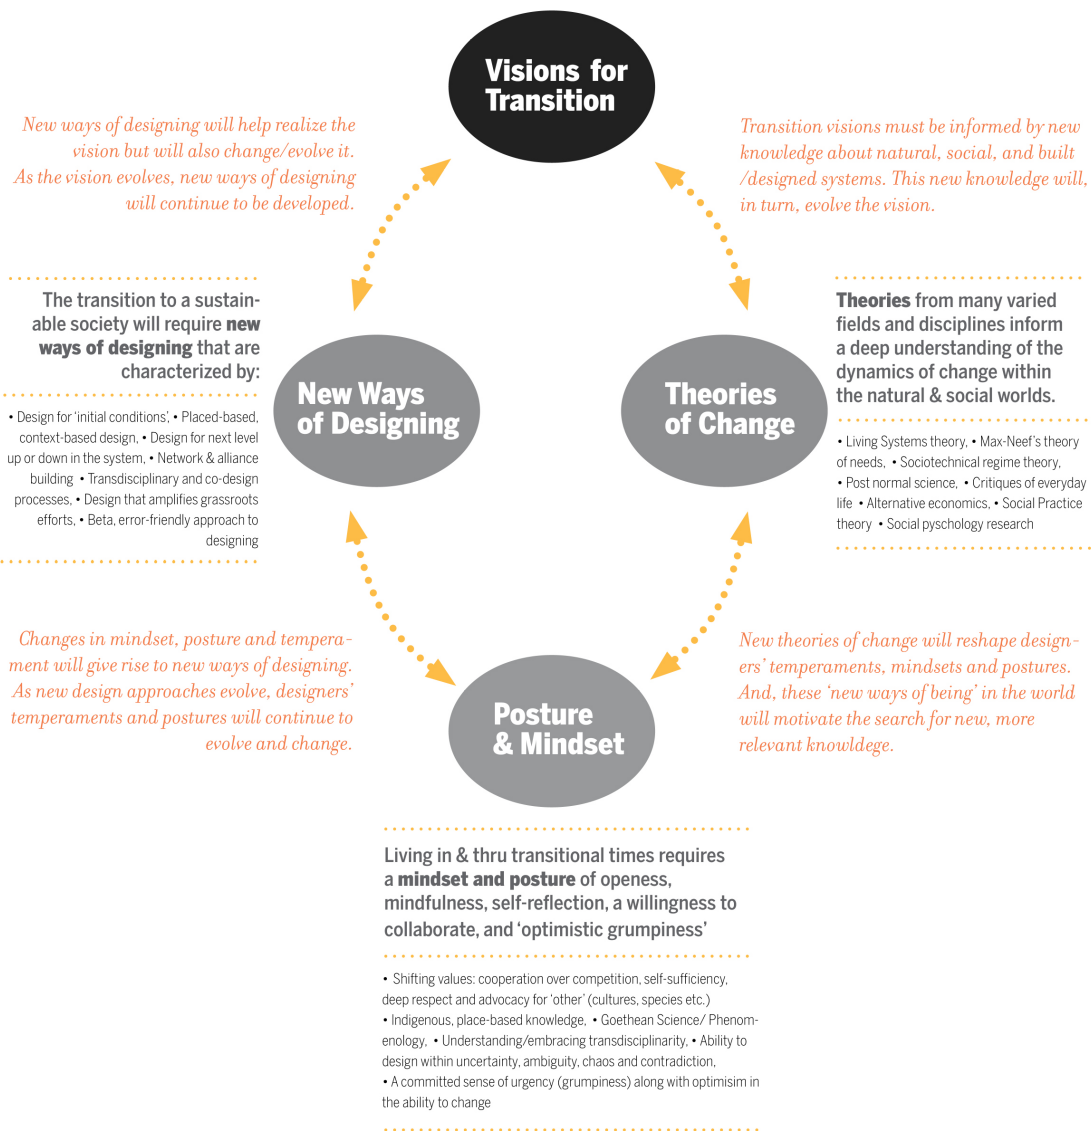 Visions for
Transition
New ways of designing will help realize the
vision but will also change/evolve it.
As the vision evolves, new ways of designing
will continue to be developed.
Transition visions must be informed by new
knowledge about natural, social, and built
/designed systems. This new knowledge will,
in turn, evolve the vision.
The transition to a sustain-
able society will require new
ways of designing that are
characterized by:
• Design for 'initial conditions', • Placed-based,
context-based design, • Design for next level
up or down in the system, • Network & alliance
building • Transdisciplinary and co-design
processes, • Design that amplifies grassroots
efforts, • Beta, error-friendly approach to
designing
New Ways
of Designing
Theories
of Change
Theories from many varied
fields and disciplines inform
a deep understanding of the
dynamics of change within
the natural & social worlds.
• Living Systems theory, • Max-Neef's theory
of needs, • Sociotechnical regime theory,
• Post normal science, • Critiques of everyday
life • Alternative economics, • Social Practice
theory • Social pyschology research
Changes in mindset, posture and tempera-
ment will give rise to new ways of designing.
As new design approaches evolve, designers'
temperaments and postures will continue to
evolve and change.
New theories of change will reshape design-
ers' temperaments, mindsets and postures.
And, these 'new ways of being' in the world
will motivate the search for new, more
relevant knowldege.
Posture
& Mindset
Living in & thru transitional times requires
a mindset and posture of openess,
mindfulness, self-reflection, a willingness to
collaborate, and 'optimistic grumpiness'
• Shifting values: cooperation over competition, self-sufficiency,
deep respect and advocacy for 'other' (cultures, species etc.)
• Indigenous, place-based knowledge, • Goethean Science/ Phenom-
enology, • Understanding/embracing transdisciplinarity, • Ability to
design within uncertainty, ambiguity, chaos and contradiction,
• A committed sense of urgency (grumpiness) along with optimisim in
the ability to change